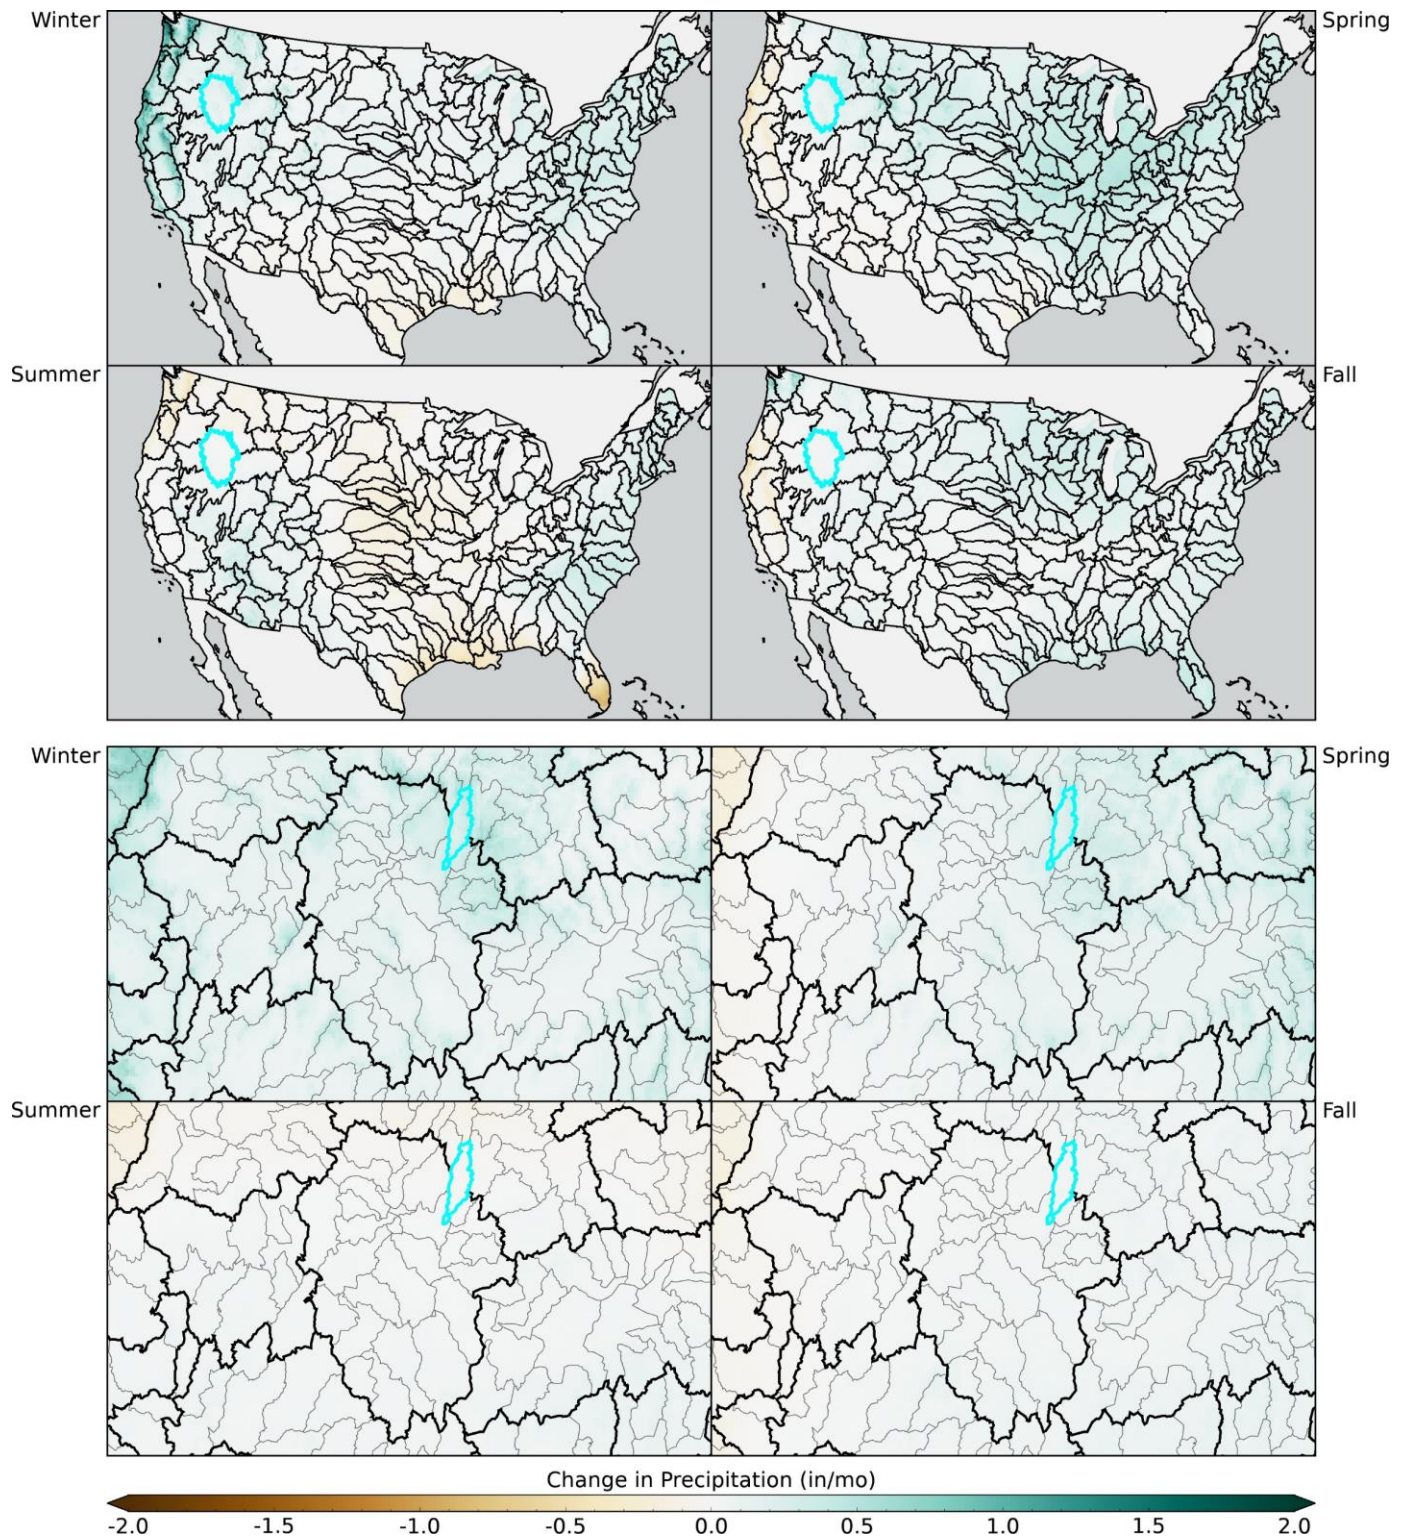 Winter
Spring
Summer
Fall
Winter
Spring
Summer
Fall
Change in Precipitation (in/mo)
-2.0 -1.5 -1.0 -0.5 0.0 0.5 1.0 1.5 2.0